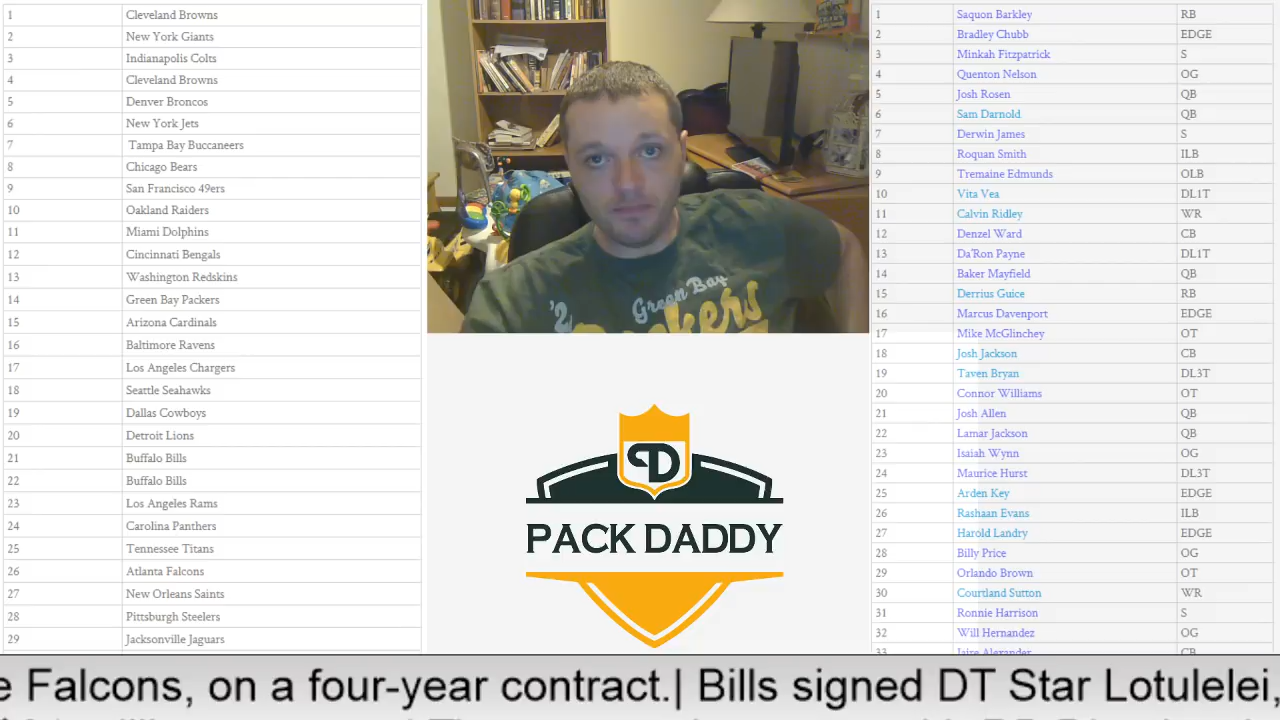 1 Cleveland Browns
2 New York Giants
3 Indianapolis Colts
4 Cleveland Browns
5 Denver Broncos
6 New York Jets
7 Tampa Bay Buccaneers
8 Chicago Bears
9 San Francisco 49ers
10 Oakland Raiders
11 Miami Dolphins
12 Cincinnati Bengals
13 Washington Redskins
14 Green Bay Packers
15 Arizona Cardinals
16 Baltimore Ravens
17 Los Angeles Chargers
18 Seattle Seahawks
19 Dallas Cowboys
20 Detroit Lions
21 Buffalo Bills
22 Buffalo Bills
23 Los Angeles Rams
24 Carolina Panthers
25 Tennessee Titans
26 Atlanta Falcons
27 New Orleans Saints
28 Pittsburgh Steelers
29 Jacksonville Jaguars
Green Bay
Packers
PD
PACK DADDY
1 Saquon Barkley RB
2 Bradley Chubb EDGE
3 Minkah Fitzpatrick S
4 Quenton Nelson OG
5 Josh Rosen QB
6 Sam Darnold QB
7 Derwin James S
8 Roquan Smith ILB
9 Tremaine Edmunds OLB
10 Vita Vea DL1T
11 Calvin Ridley WR
12 Denzel Ward CB
13 Da'Ron Payne DL1T
14 Baker Mayfield QB
15 Derrius Guice RB
16 Marcus Davenport EDGE
17 Mike McGlinchey OT
18 Josh Jackson CB
19 Taven Bryan DL3T
20 Connor Williams OT
21 Josh Allen QB
22 Lamar Jackson QB
23 Isaiah Wynn OG
24 Maurice Hurst DL3T
25 Arden Key EDGE
26 Rashaan Evans ILB
27 Harold Landry EDGE
28 Billy Price OG
29 Orlando Brown OT
30 Courtland Sutton WR
31 Ronnie Harrison S
32 Will Hernandez OG
33 Jaire Alexander CB
e Falcons, on a four-year contract.| Bills signed DT Star Lotulelei,